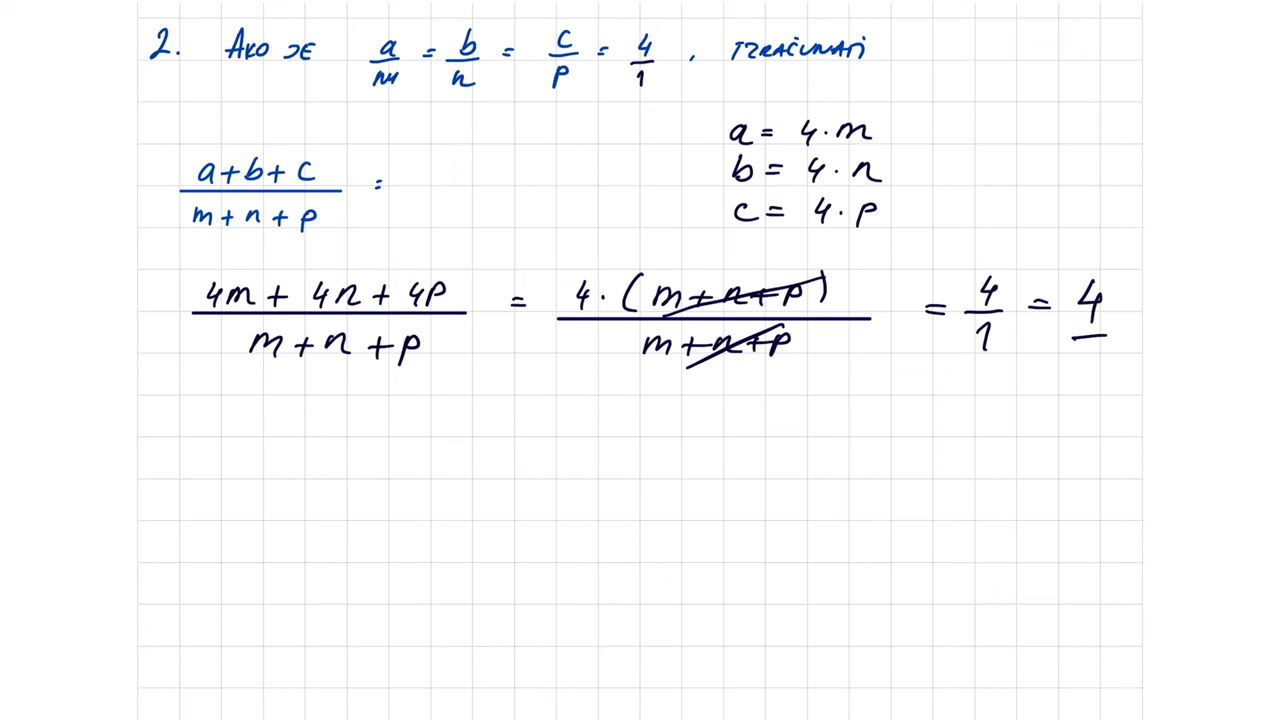 2. AKO JE a/m = b/n = c/p = 4/1 , IZRAČUNATI
a = 4·m
b = 4·n
c = 4·p
(a+b+c)/(m+n+p) =
(4m + 4n + 4p)/(m+n+p) = 4·(m+n+p)/(m+n+p) = 4/1 = 4